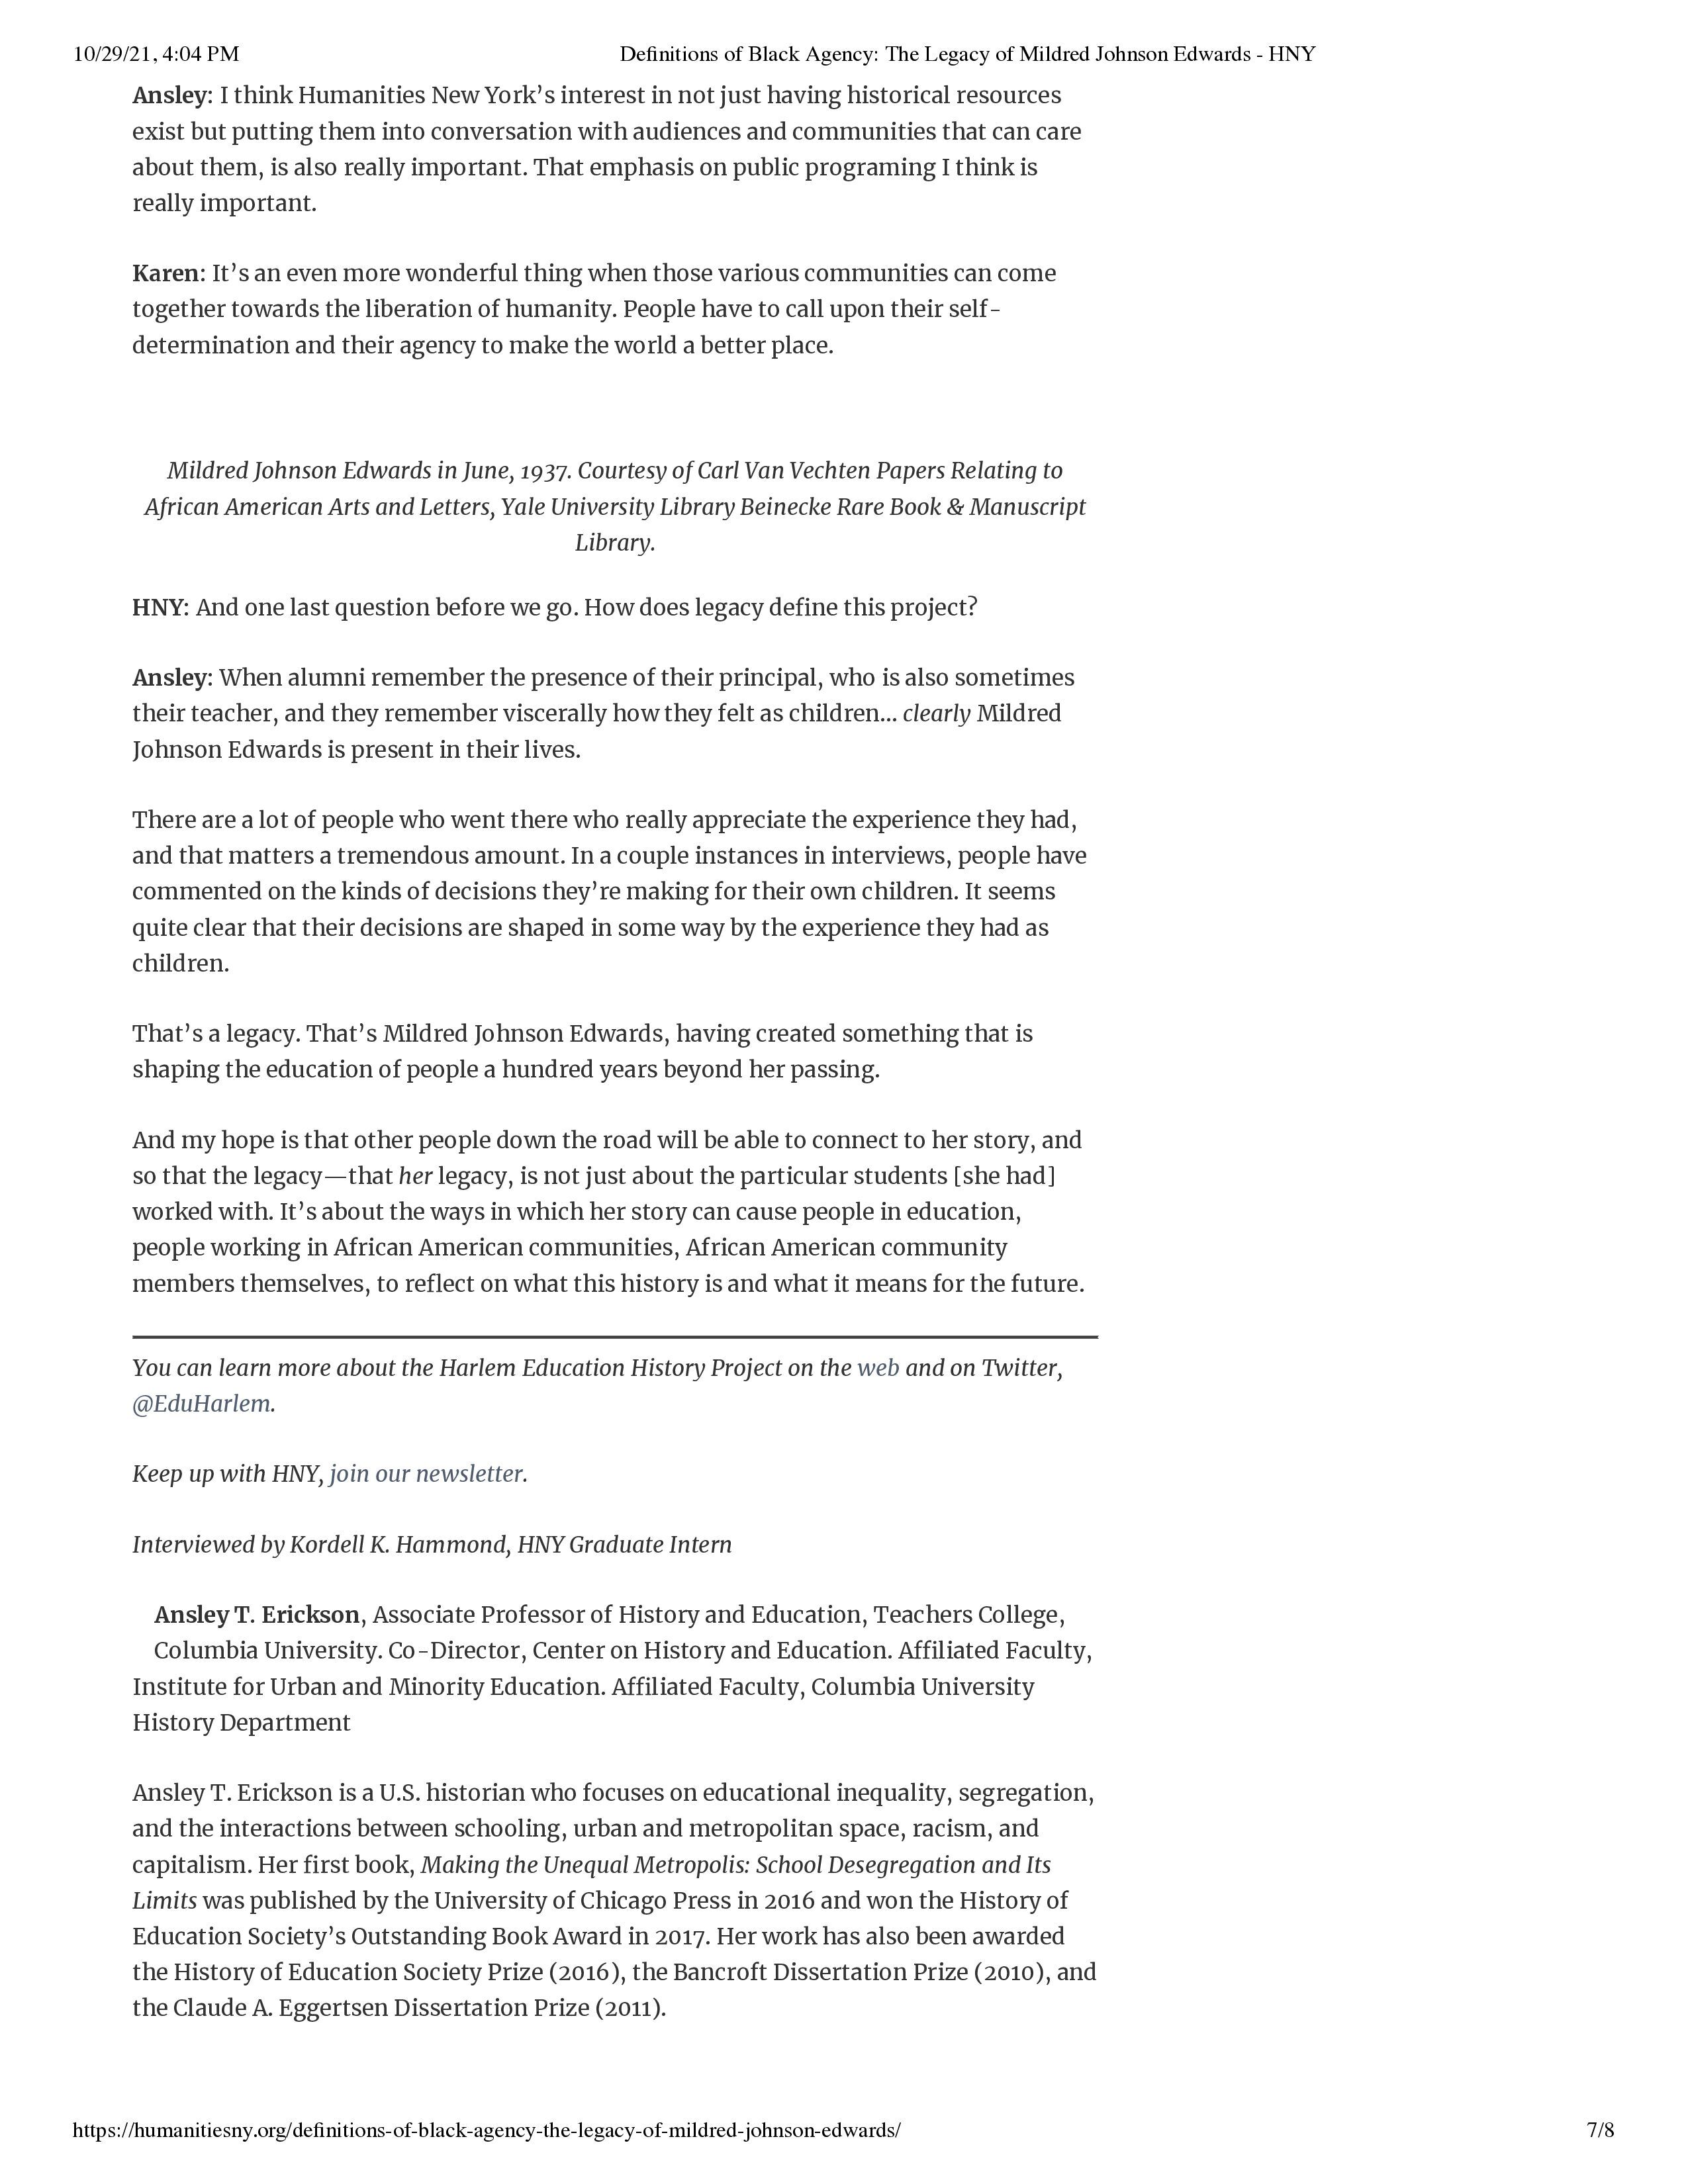 10/29/21, 4:04 PM
Definitions of Black Agency: The Legacy of Mildred Johnson Edwards - HNY
Ansley: I think Humanities New York’s interest in not just having historical resources
exist but putting them into conversation with audiences and communities that can care
about them, is also really important. That emphasis on public programing I think is
really important.
Karen: It’s an even more wonderful thing when those various communities can come
together towards the liberation of humanity. People have to call upon their self-
determination and their agency to make the world a better place.
Mildred Johnson Edwards in June, 1937. Courtesy of Carl Van Vechten Papers Relating to
African American Arts and Letters, Yale University Library Beinecke Rare Book & Manuscript
Library.
HNY: And one last question before we go. How does legacy define this project?
Ansley: When alumni remember the presence of their principal, who is also sometimes
their teacher, and they remember viscerally how they felt as children... clearly Mildred
Johnson Edwards is present in their lives.
There are a lot of people who went there who really appreciate the experience they had,
and that matters a tremendous amount. In a couple instances in interviews, people have
commented on the kinds of decisions they’re making for their own children. It seems
quite clear that their decisions are shaped in some way by the experience they had as
children.
That’s a legacy. That’s Mildred Johnson Edwards, having created something that is
shaping the education of people a hundred years beyond her passing.
And my hope is that other people down the road will be able to connect to her story, and
so that the legacy—that her legacy, is not just about the particular students [she had]
worked with. It’s about the ways in which her story can cause people in education,
people working in African American communities, African American community
members themselves, to reflect on what this history is and what it means for the future.
You can learn more about the Harlem Education History Project on the web and on Twitter,
@EduHarlem.
Keep up with HNY, join our newsletter.
Interviewed by Kordell K. Hammond, HNY Graduate Intern
Ansley T. Erickson, Associate Professor of History and Education, Teachers College,
Columbia University. Co-Director, Center on History and Education. Affiliated Faculty,
Institute for Urban and Minority Education. Affiliated Faculty, Columbia University
History Department
Ansley T. Erickson is a U.S. historian who focuses on educational inequality, segregation,
and the interactions between schooling, urban and metropolitan space, racism, and
capitalism. Her first book, Making the Unequal Metropolis: School Desegregation and Its
Limits was published by the University of Chicago Press in 2016 and won the History of
Education Society’s Outstanding Book Award in 2017. Her work has also been awarded
the History of Education Society Prize (2016), the Bancroft Dissertation Prize (2010), and
the Claude A. Eggertsen Dissertation Prize (2011).
https://humanitiesny.org/definitions-of-black-agency-the-legacy-of-mildred-johnson-edwards/
7/8